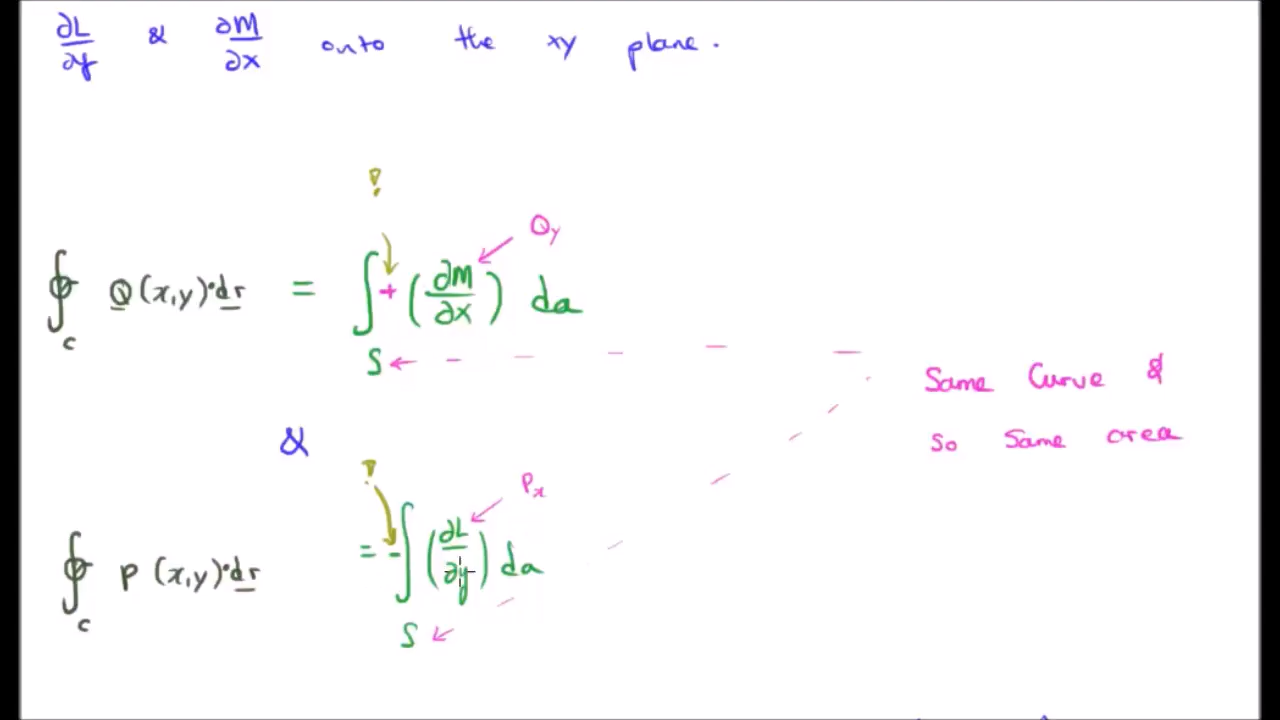 ∂L/∂y & ∂M/∂x onto the xy plane.
!
Qy
∮c Q(x,y)·dr = ∫S + (∂M/∂x) da
Same Curve &
so Same area
&
!
Px
∮c P(x,y)·dr = -∫S (∂L/∂y) da